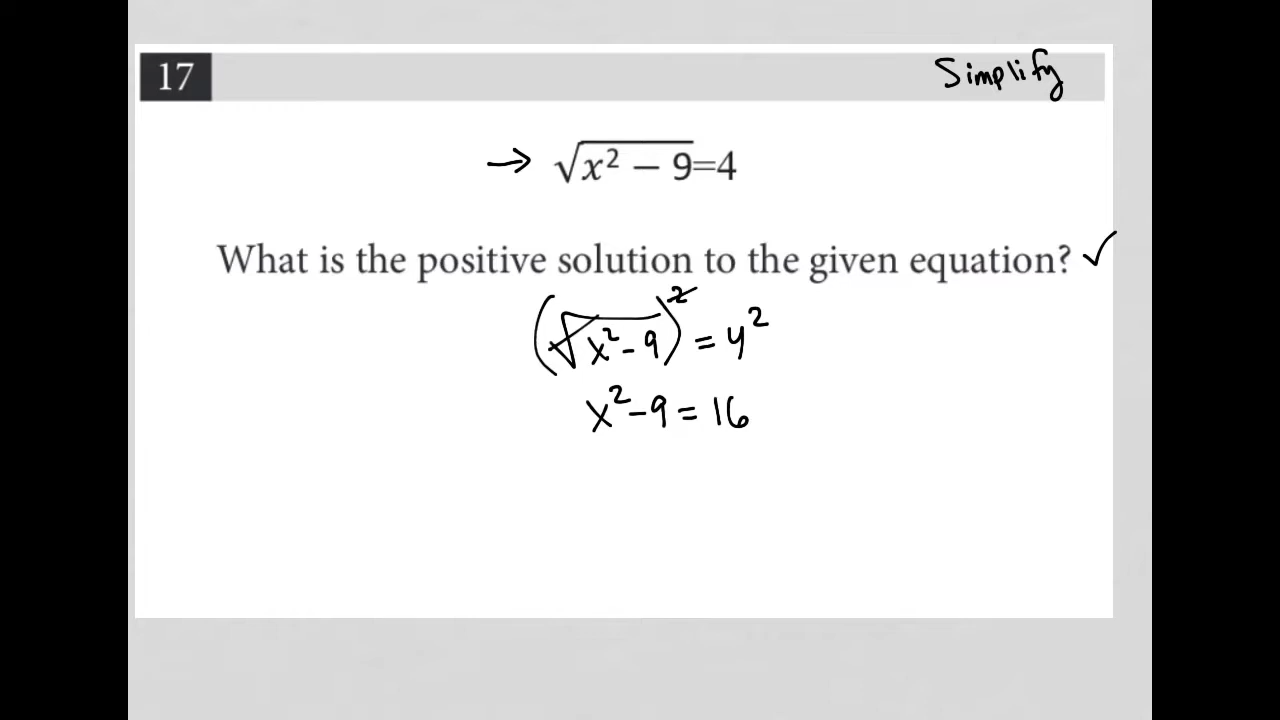 17 Simplify
→ √x² − 9=4
What is the positive solution to the given equation? ✓
(√x²-9)² = 4²
x²-9 = 16